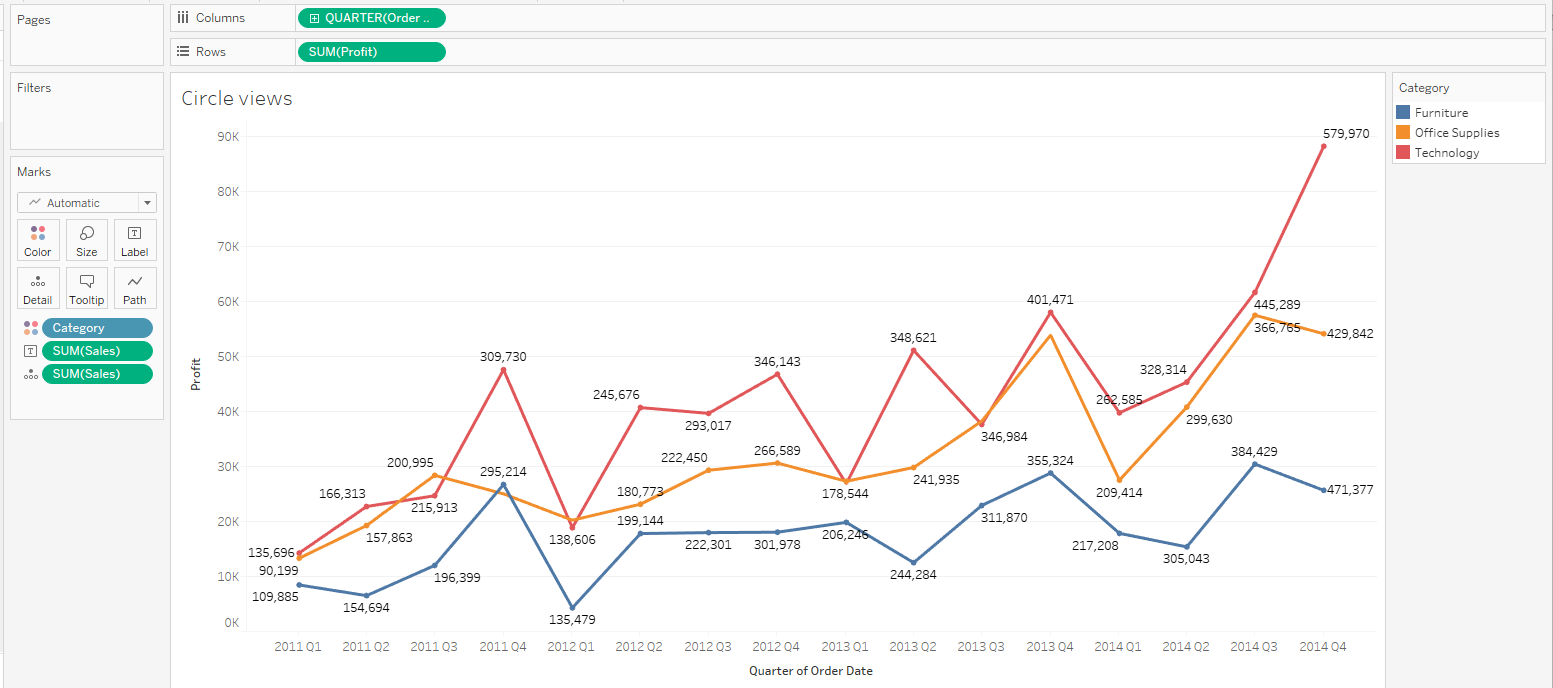 Pages
Columns
QUARTER(Order ..
Rows
SUM(Profit)
Filters
Marks
Automatic
Color Size Label
Detail Tooltip Path
Category
SUM(Sales)
SUM(Sales)
Circle views
Profit
90K
80K
70K
60K
50K
40K
30K
20K
10K
0K
579,970
401,471
445,289
366,765
429,842
348,621
309,730
346,143
328,314
245,676
262,585
293,017
299,630
346,984
200,995
295,214
222,450
266,589
355,324
384,429
166,313
215,913
180,773
241,935
178,544
209,414
471,377
157,863
199,144
311,870
135,696
138,606
222,301
301,978
206,246
217,208
305,043
90,199
196,399
244,284
109,885
154,694
135,479
2011 Q1 2011 Q2 2011 Q3 2011 Q4 2012 Q1 2012 Q2 2012 Q3 2012 Q4 2013 Q1 2013 Q2 2013 Q3 2013 Q4 2014 Q1 2014 Q2 2014 Q3 2014 Q4
Quarter of Order Date
Category
Furniture
Office Supplies
Technology